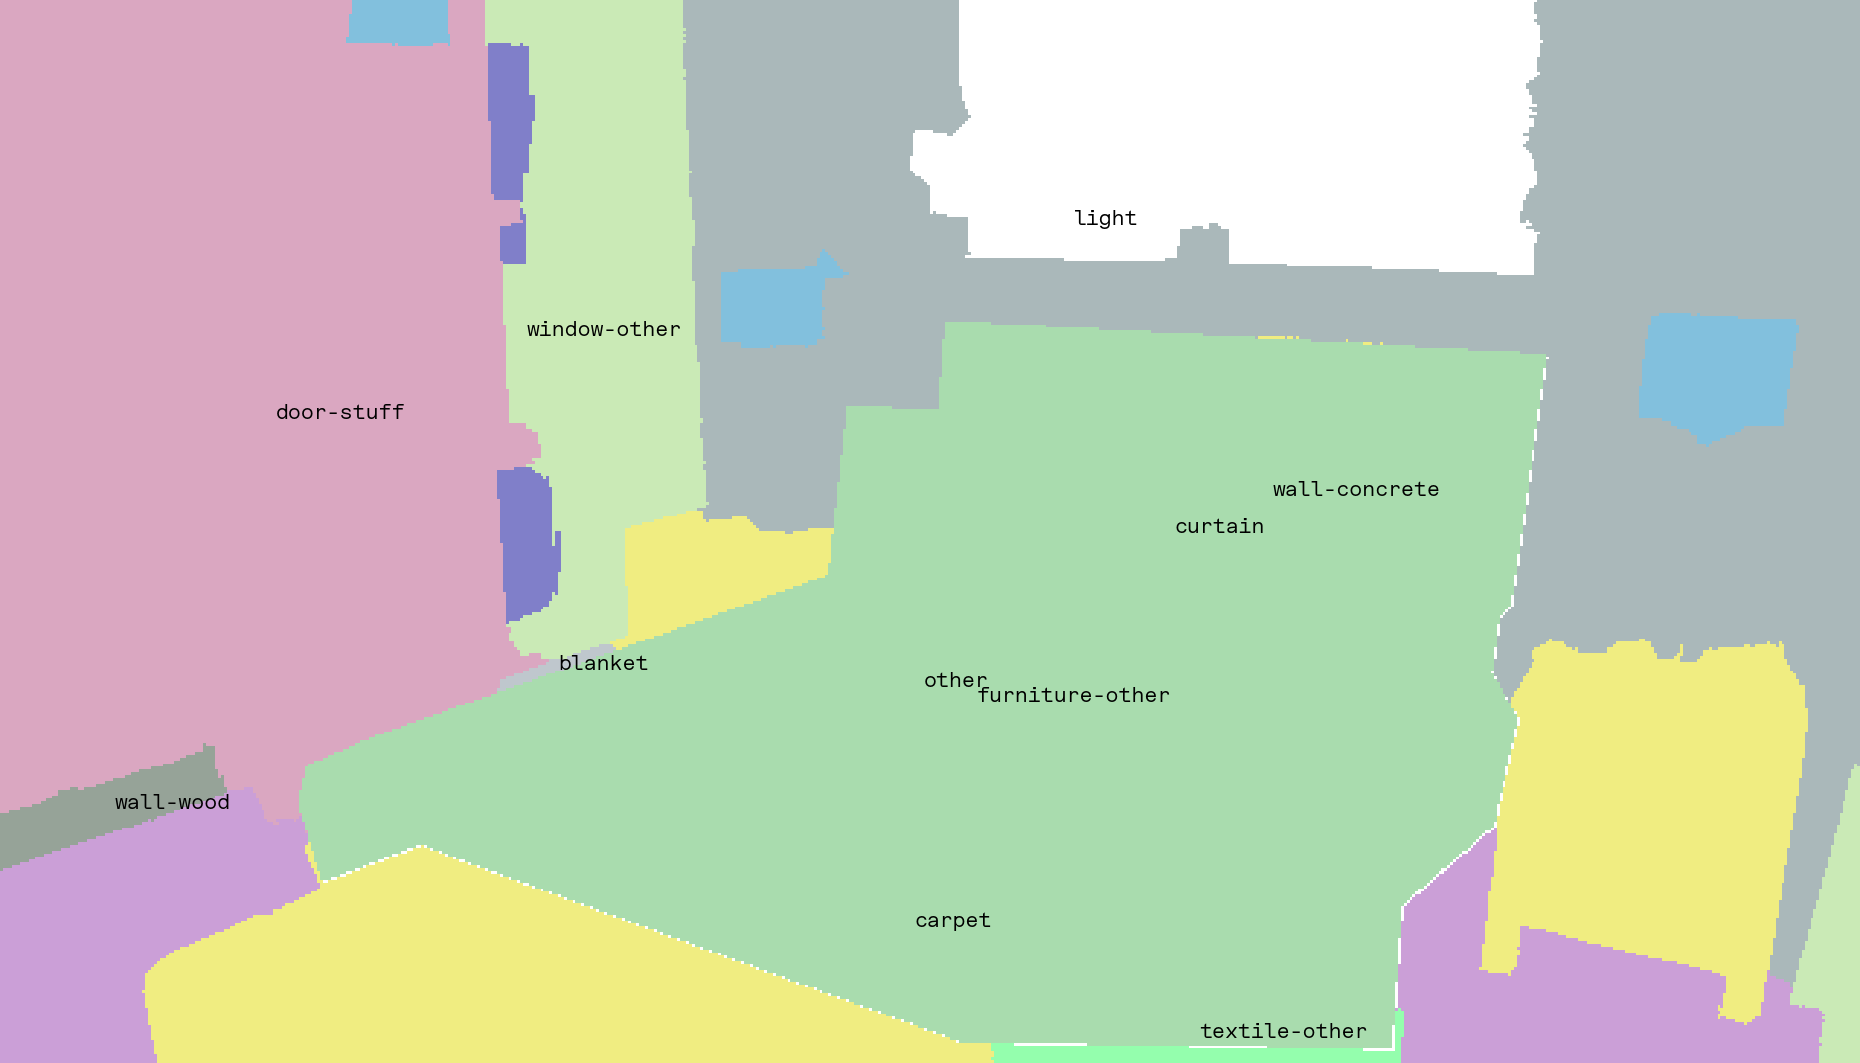 light
window-other
door-stuff
wall-concrete
curtain
blanket
other
furniture-other
wall-wood
carpet
textile-other